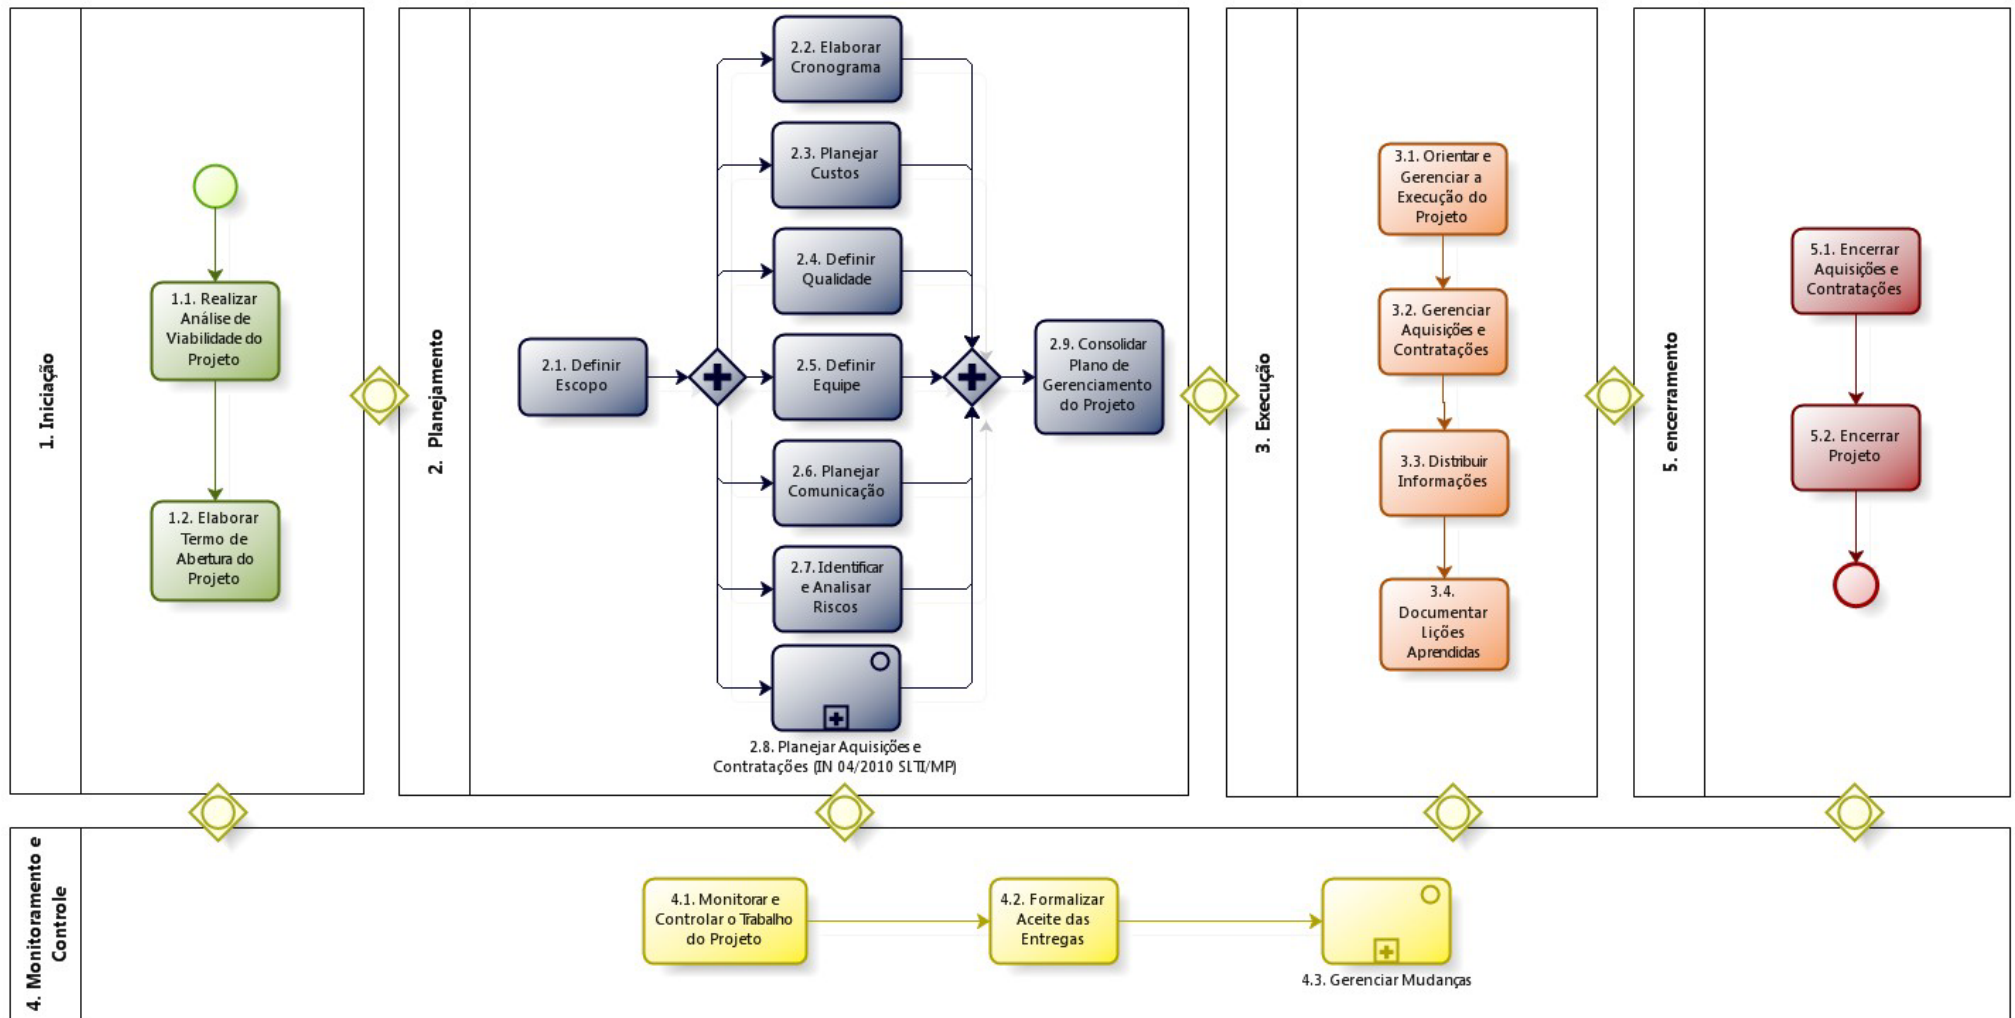 1. Iniciação
1.1. Realizar
Análise de
Viabilidade do
Projeto
1.2. Elaborar
Termo de
Abertura do
Projeto
2. Planejamento
2.1. Definir
Escopo
2.2. Elaborar
Cronograma
2.3. Planejar
Custos
2.4. Definir
Qualidade
2.5. Definir
Equipe
2.6. Planejar
Comunicação
2.7. Identificar
e Analisar
Riscos
2.8. Planejar Aquisições e
Contratações (IN 04/2010 SLTI/MP)
2.9. Consolidar
Plano de
Gerenciamento
do Projeto
3. Execução
3.1. Orientar e
Gerenciar a
Execução do
Projeto
3.2. Gerenciar
Aquisições e
Contratações
3.3. Distribuir
Informações
3.4.
Documentar
Lições
Aprendidas
5. encerramento
5.1. Encerrar
Aquisições e
Contratações
5.2. Encerrar
Projeto
4. Monitoramento e
Controle
4.1. Monitorar e
Controlar o Trabalho
do Projeto
4.2. Formalizar
Aceite das
Entregas
4.3. Gerenciar Mudanças